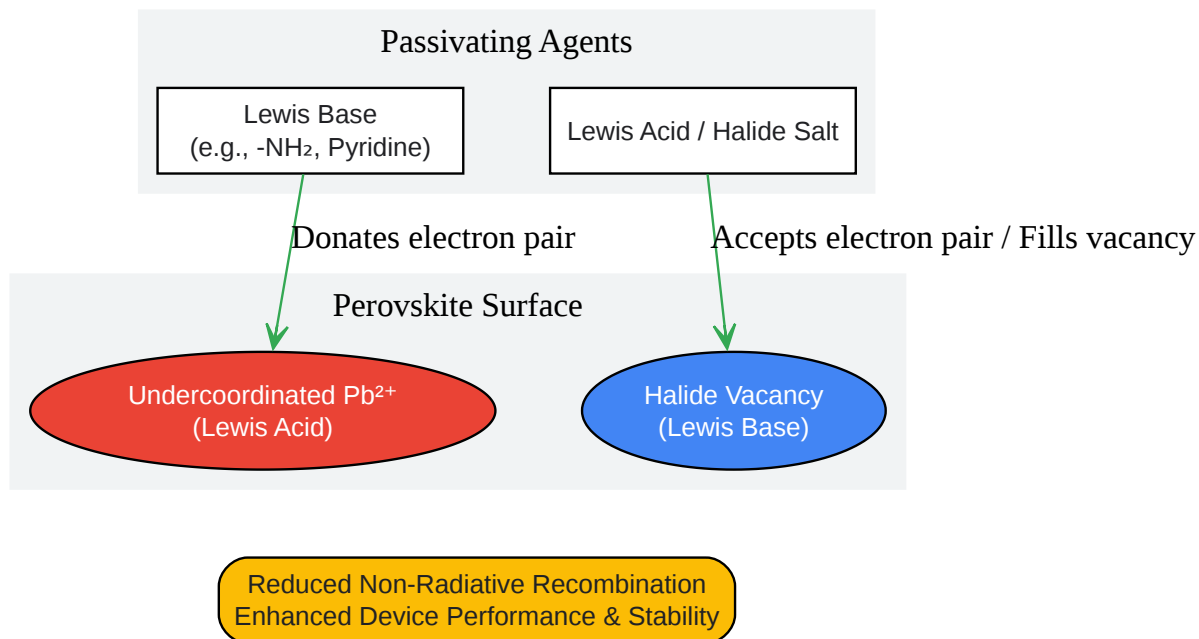 Passivating Agents
Lewis Base
(e.g., -NH₂, Pyridine)
Lewis Acid / Halide Salt
Donates electron pair
Accepts electron pair / Fills vacancy
Perovskite Surface
Undercoordinated Pb²⁺
(Lewis Acid)
Halide Vacancy
(Lewis Base)
Reduced Non-Radiative Recombination
Enhanced Device Performance & Stability